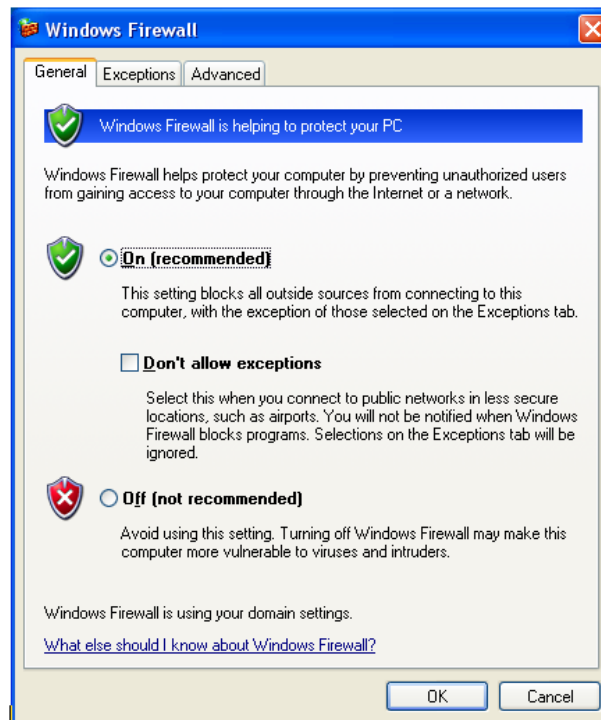 Windows Firewall
General Exceptions Advanced
Windows Firewall is helping to protect your PC
Windows Firewall helps protect your computer by preventing unauthorized users
from gaining access to your computer through the Internet or a network.
On (recommended)
This setting blocks all outside sources from connecting to this
computer, with the exception of those selected on the Exceptions tab.
Don't allow exceptions
Select this when you connect to public networks in less secure
locations, such as airports. You will not be notified when Windows
Firewall blocks programs. Selections on the Exceptions tab will be
ignored.
Off (not recommended)
Avoid using this setting. Turning off Windows Firewall may make this
computer more vulnerable to viruses and intruders.
Windows Firewall is using your domain settings.
What else should I know about Windows Firewall?
OK Cancel